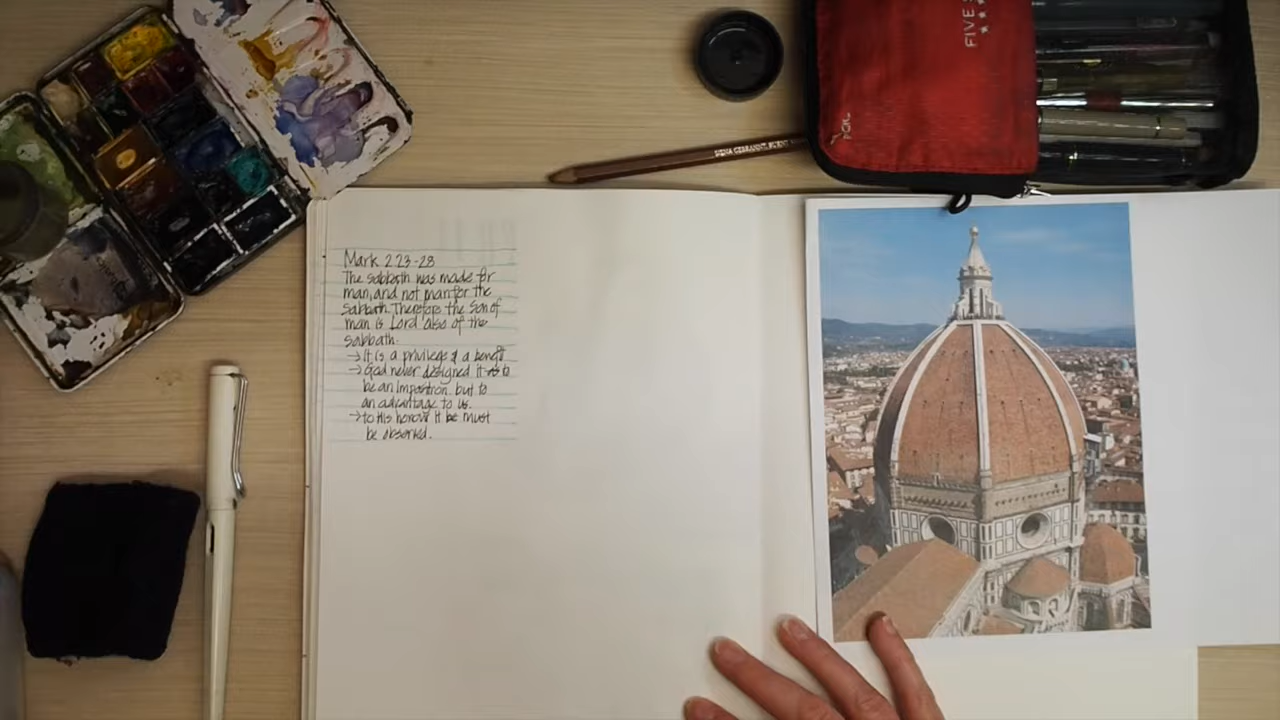 Mark 2 23-28
The sabbath was made for
man, and not man for the
sabbath. Therefore the Son of
man is Lord also of the
sabbath.
→ It is a privilege & a benefit
→ God never designed it to
be an imposition but to
an advantage to us.
→ to His honour it be must
be observed.
FIVE S